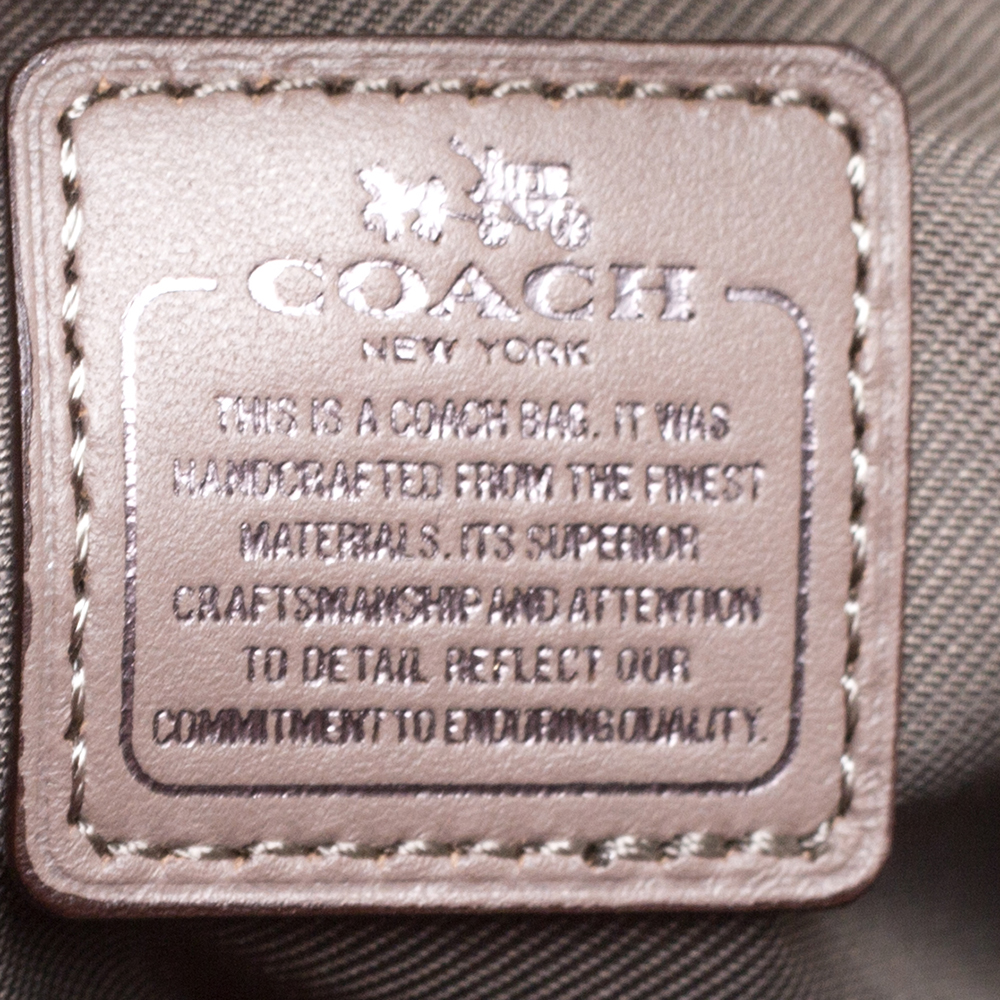 COACH
NEW YORK
THIS IS A COACH BAG. IT WAS
HANDCRAFTED FROM THE FINEST
MATERIALS. ITS SUPERIOR
CRAFTSMANSHIP AND ATTENTION
TO DETAIL REFLECT OUR
COMMITMENT TO ENDURING QUALITY.